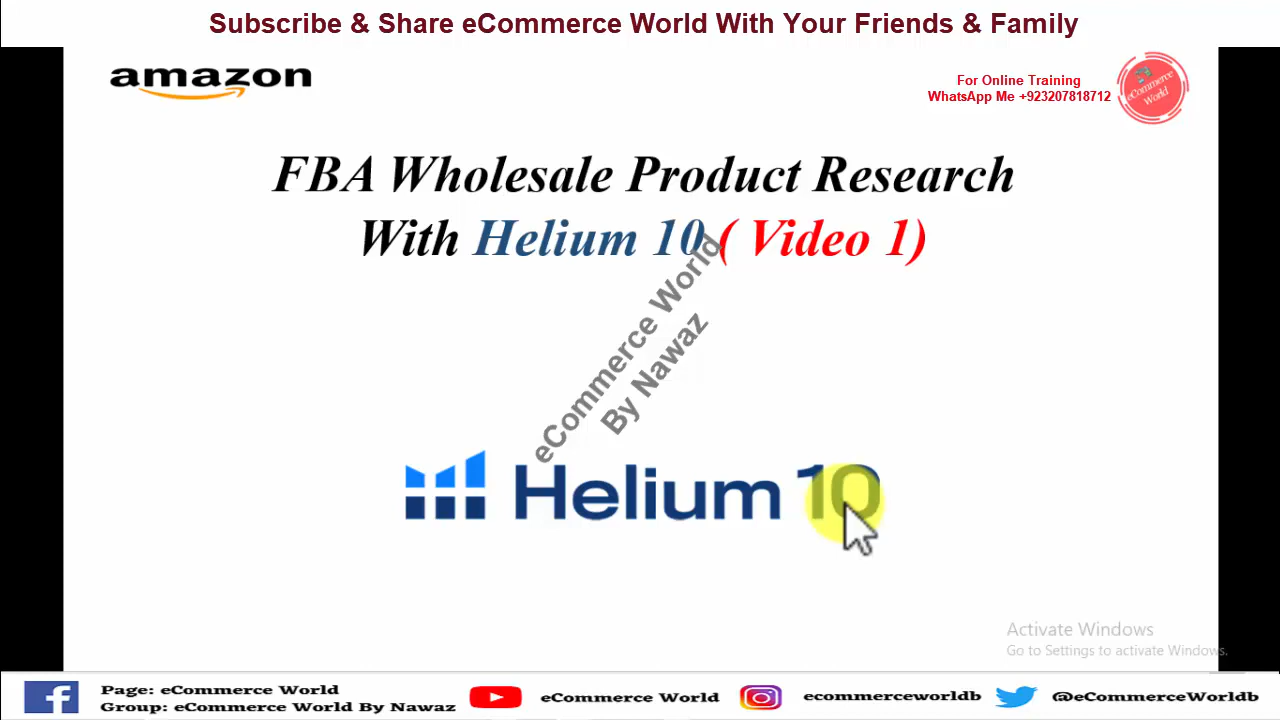 Subscribe & Share eCommerce World With Your Friends & Family
amazon
For Online Training
WhatsApp Me +923207818712
eCommerce
World
FBA Wholesale Product Research
With Helium 10 ( Video 1)
eCommerce World
By Nawaz
Helium 10
Activate Windows
Go to Settings to activate Windows.
Page: eCommerce World
Group: eCommerce World By Nawaz
eCommerce World
ecommerceworldb
@eCommerceWorldb